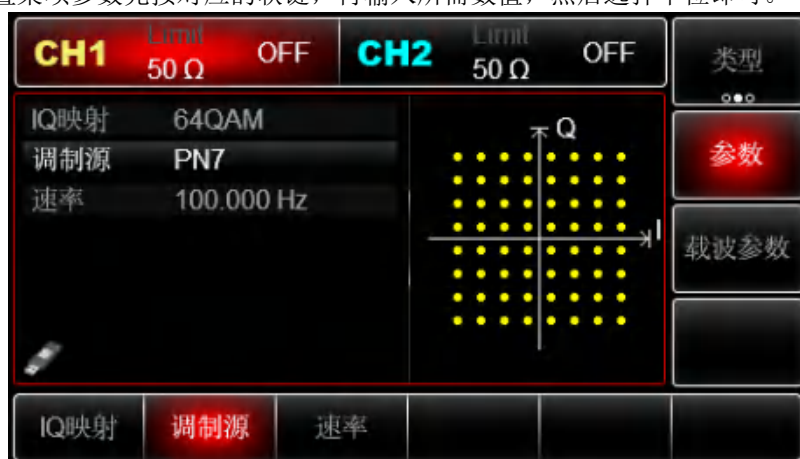 CH1 Limit 50 Ω OFF CH2 Limit 50 Ω OFF
类型
IQ映射 64QAM
调制源 PN7
速率 100.000 Hz
Q
I
参数
载波参数
IQ映射 调制源 速率